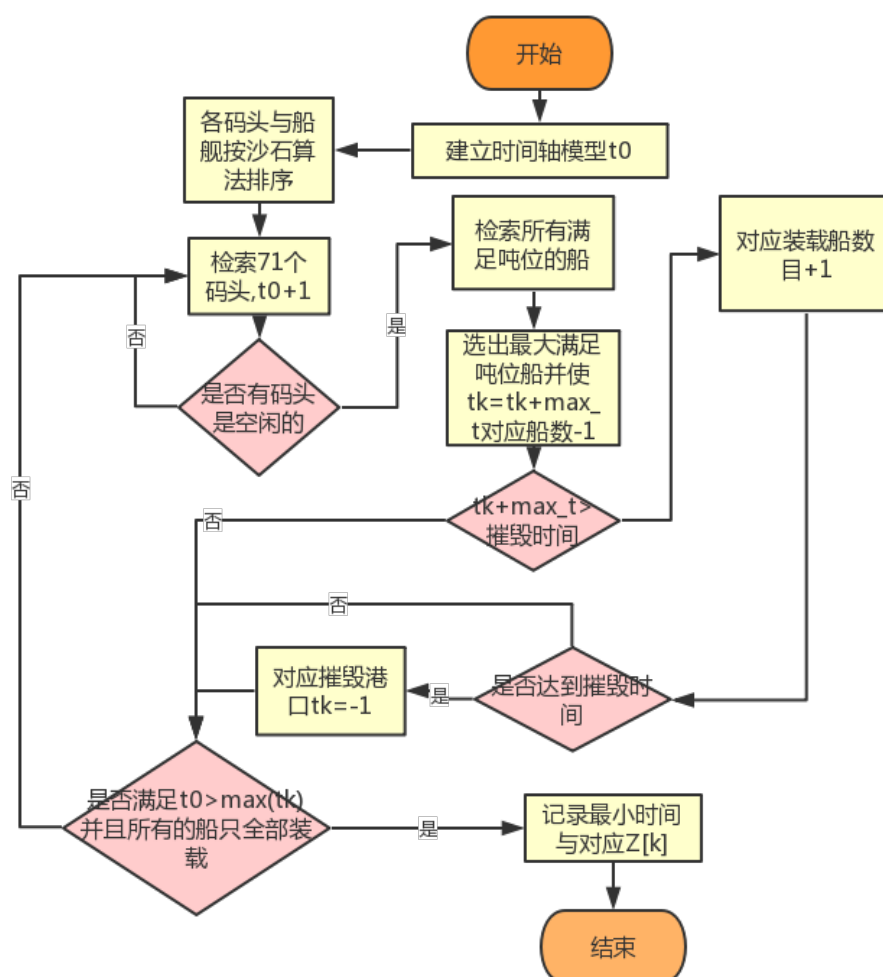 开始
建立时间轴模型t0
各码头与船
舰按沙石算
法排序
检索71个
码头,t0+1
否
是否有码头
是空闲的
是
检索所有满
足吨位的船
选出最大满足
吨位船并使
tk=tk+max_
t对应船数-1
tk+max_t>
摧毁时间
对应装载船数
目+1
否
否
否
是否达到摧毁时
间
是
对应摧毁港
口tk=-1
是否满足t0>max(tk)
并且所有的船只全部装
载
是
记录最小时间
与对应Z[k]
结束